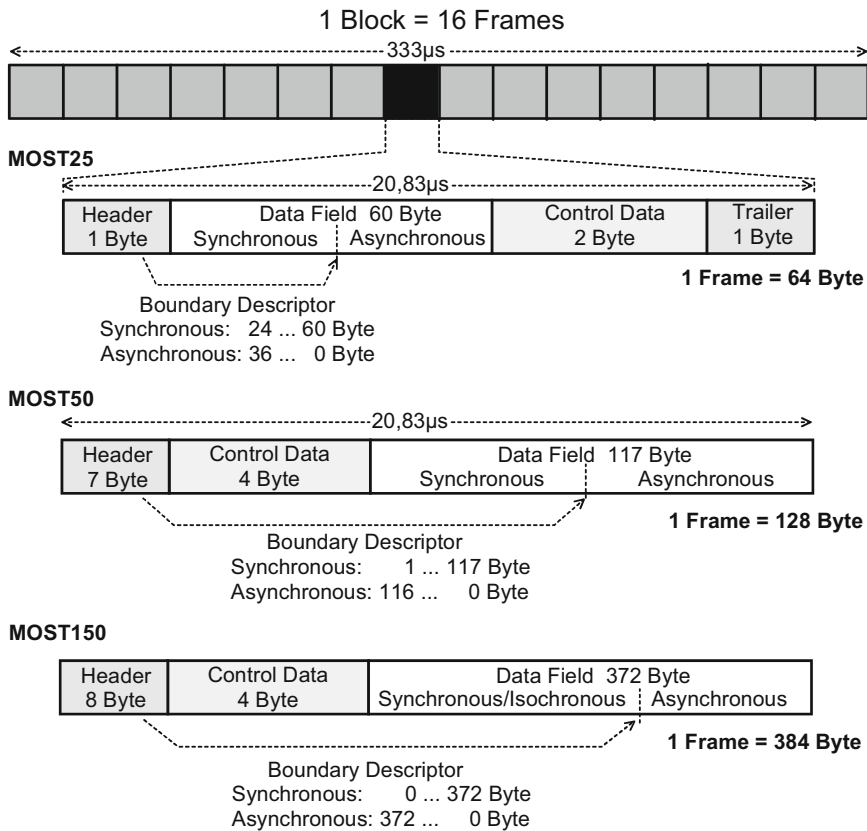 1 Block = 16 Frames
333µs
MOST25
20,83µs
Header Data Field 60 Byte Control Data Trailer
1 Byte Synchronous Asynchronous 2 Byte 1 Byte
1 Frame = 64 Byte
Boundary Descriptor
Synchronous: 24 ... 60 Byte
Asynchronous: 36 ... 0 Byte
MOST50
20,83µs
Header Control Data Data Field 117 Byte
7 Byte 4 Byte Synchronous Asynchronous
1 Frame = 128 Byte
Boundary Descriptor
Synchronous: 1 ... 117 Byte
Asynchronous: 116 ... 0 Byte
MOST150
Header Control Data Data Field 372 Byte
8 Byte 4 Byte Synchronous/Isochronous Asynchronous
1 Frame = 384 Byte
Boundary Descriptor
Synchronous: 0 ... 372 Byte
Asynchronous: 372 ... 0 Byte